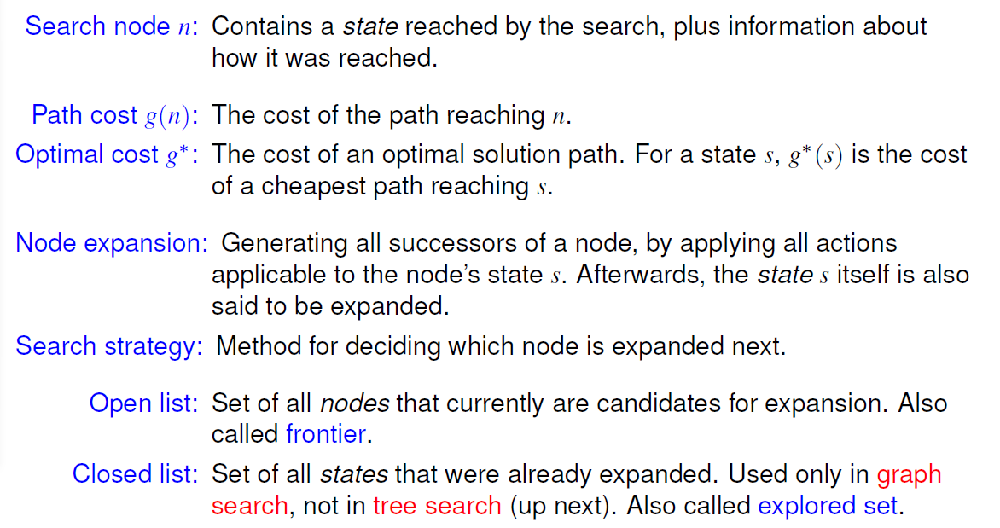 Search node n: Contains a state reached by the search, plus information about
how it was reached.
Path cost g(n): The cost of the path reaching n.
Optimal cost g*: The cost of an optimal solution path. For a state s, g*(s) is the cost
of a cheapest path reaching s.
Node expansion: Generating all successors of a node, by applying all actions
applicable to the node's state s. Afterwards, the state s itself is also
said to be expanded.
Search strategy: Method for deciding which node is expanded next.
Open list: Set of all nodes that currently are candidates for expansion. Also
called frontier.
Closed list: Set of all states that were already expanded. Used only in graph
search, not in tree search (up next). Also called explored set.